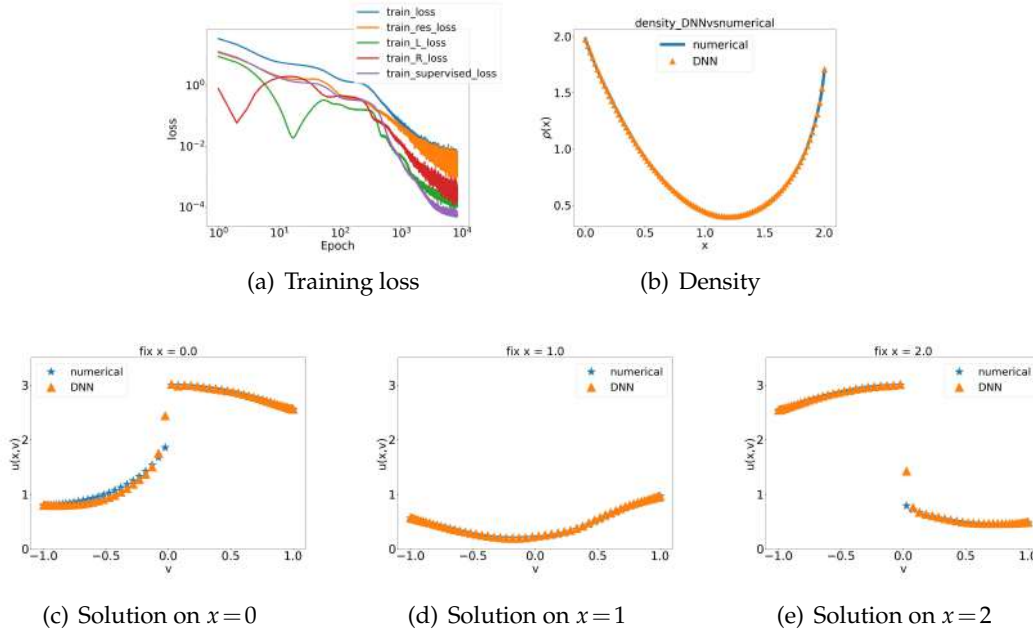 train_loss
train_res_loss
train_L_loss
train_R_loss
train_supervised_loss
10^0
10^-2
10^-4
loss
10^0 10^1 10^2 10^3 10^4
Epoch
(a) Training loss
density_DNNvsnumerical
numerical
DNN
2.0
1.5
1.0
0.5
ρ(x)
0.0 0.5 1.0 1.5 2.0
x
(b) Density
fix x = 0.0
numerical
DNN
3
2
1
0
u(x,v)
−1.0 −0.5 0.0 0.5 1.0
v
(c) Solution on x=0
fix x = 1.0
numerical
DNN
3
2
1
0
u(x,v)
−1.0 −0.5 0.0 0.5 1.0
v
(d) Solution on x=1
fix x = 2.0
numerical
DNN
3
2
1
0
u(x,v)
−1.0 −0.5 0.0 0.5 1.0
v
(e) Solution on x=2